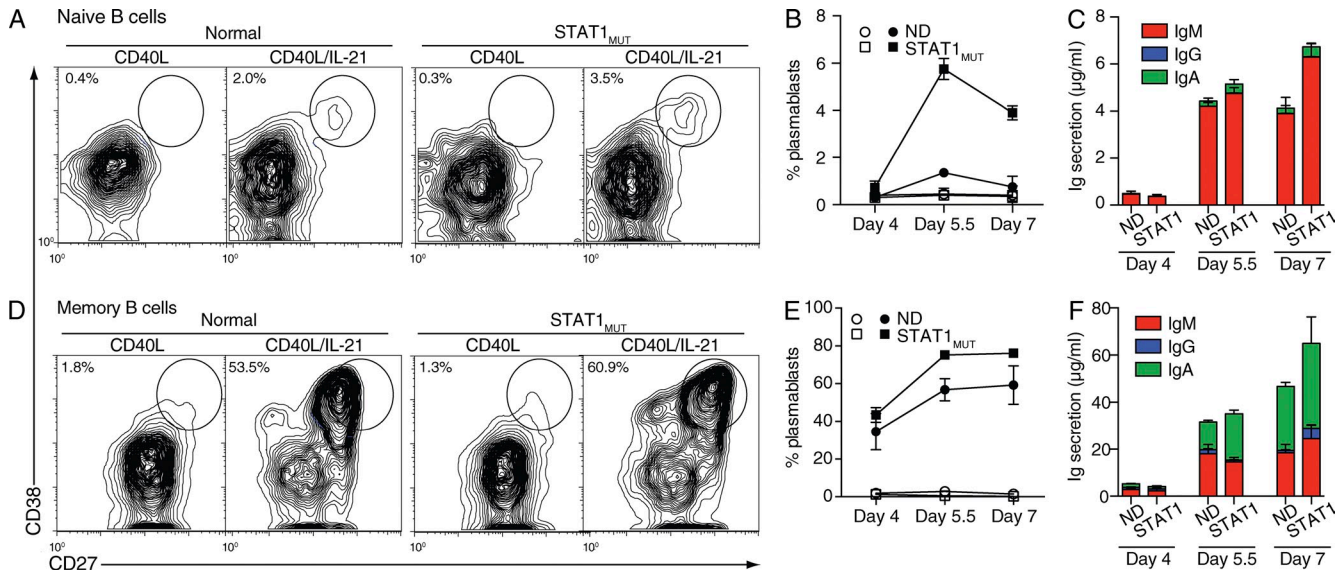 A Naive B cells
Normal STAT1MUT
CD40L CD40L/IL-21 CD40L CD40L/IL-21
0.4% 2.0% 0.3% 3.5%
10⁰
10⁰ 10⁰ 10⁰ 10⁰
B
ND
STAT1MUT
% plasmablasts
8
6
4
2
0
Day 4 Day 5.5 Day 7
C
IgM
IgG
IgA
Ig secretion (µg/ml)
8
6
4
2
0
ND STAT1 ND STAT1 ND STAT1
Day 4 Day 5.5 Day 7
D Memory B cells
Normal STAT1MUT
CD40L CD40L/IL-21 CD40L CD40L/IL-21
1.8% 53.5% 1.3% 60.9%
10⁰ 10⁰ 10⁰ 10⁰
CD38
CD27
E
ND
STAT1MUT
% plasmablasts
100
80
60
40
20
0
Day 4 Day 5.5 Day 7
F
IgM
IgG
IgA
Ig secretion (µg/ml)
80
60
40
20
0
ND STAT1 ND STAT1 ND STAT1
Day 4 Day 5.5 Day 7